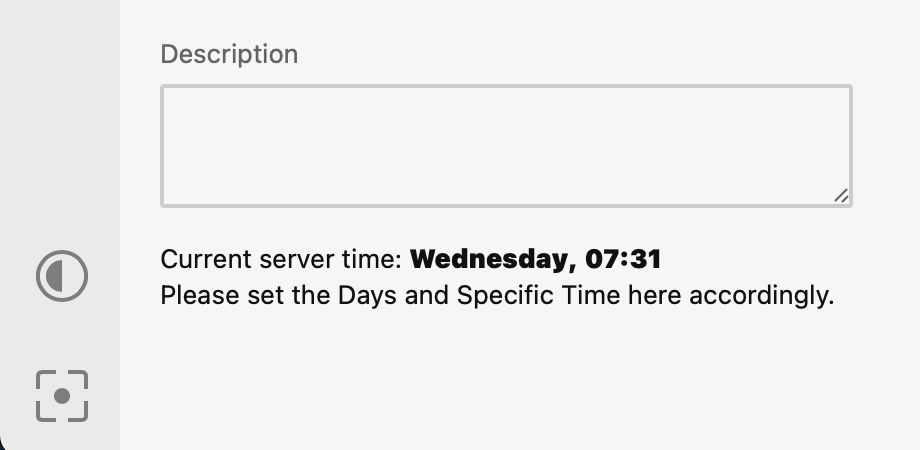 Description
Current server time: Wednesday, 07:31
Please set the Days and Specific Time here accordingly.